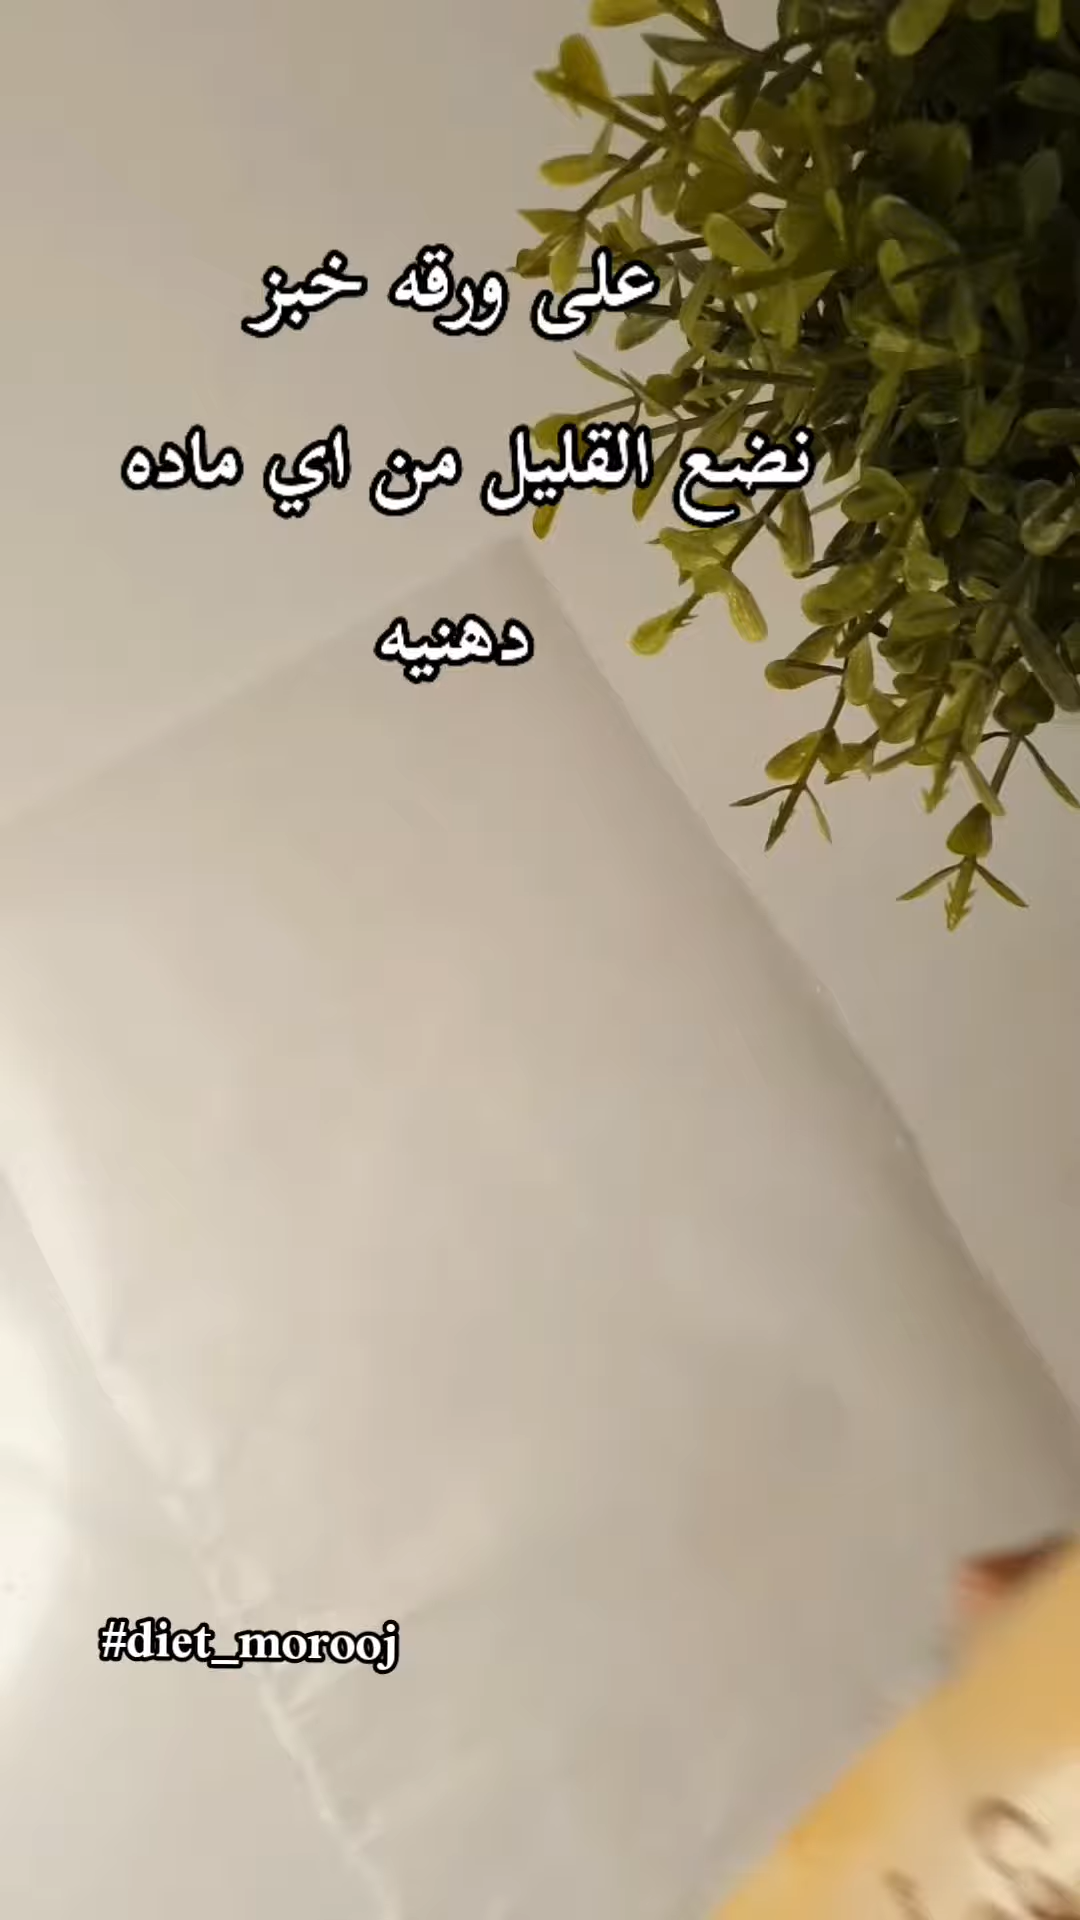 على ورقه خبز
نضع القليل من اي ماده
دهنيه
#diet_morooj